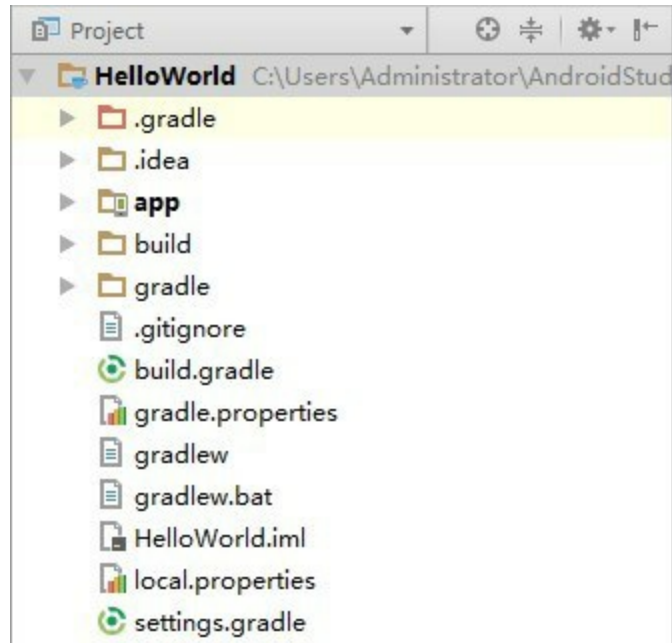 Project
HelloWorld C:\Users\Administrator\AndroidStud
.gradle
.idea
app
build
gradle
.gitignore
build.gradle
gradle.properties
gradlew
gradlew.bat
HelloWorld.iml
local.properties
settings.gradle